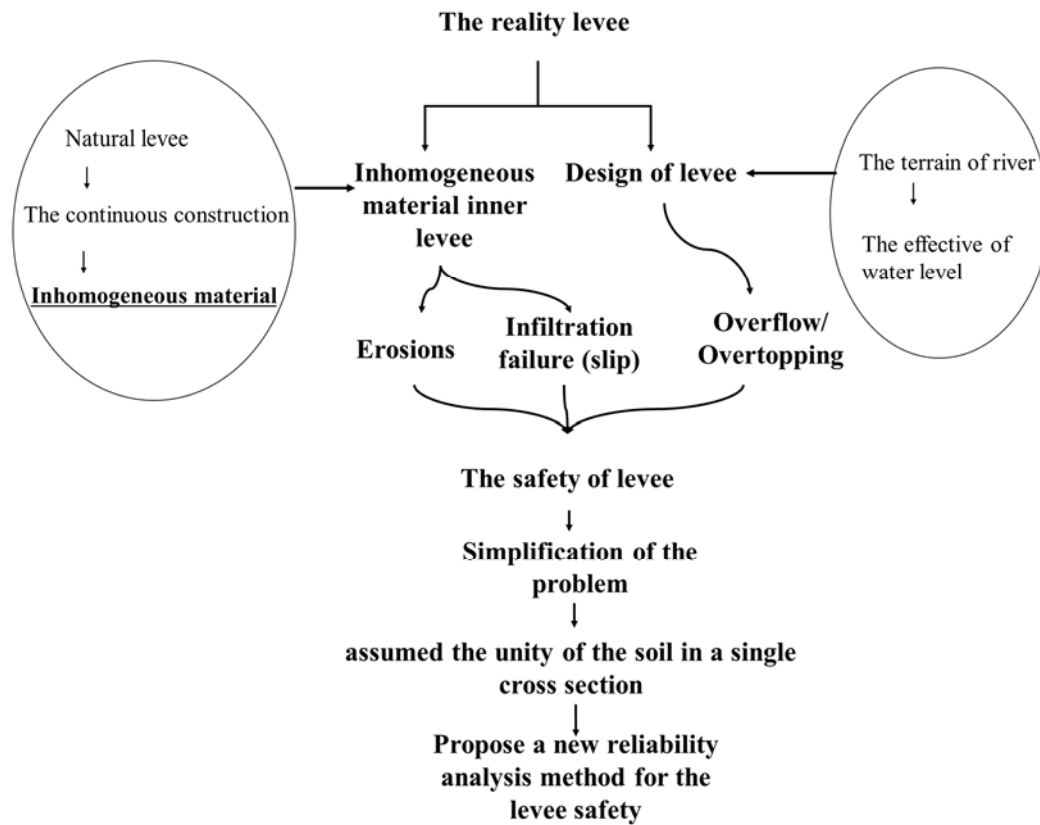 The reality levee
Natural levee
The continuous construction
Inhomogeneous material
Inhomogeneous
material inner
levee
Design of levee
The terrain of river
The effective of
water level
Erosions
Infiltration
failure (slip)
Overflow/
Overtopping
The safety of levee
Simplification of the
problem
assumed the unity of the soil in a single
cross section
Propose a new reliability
analysis method for the
levee safety